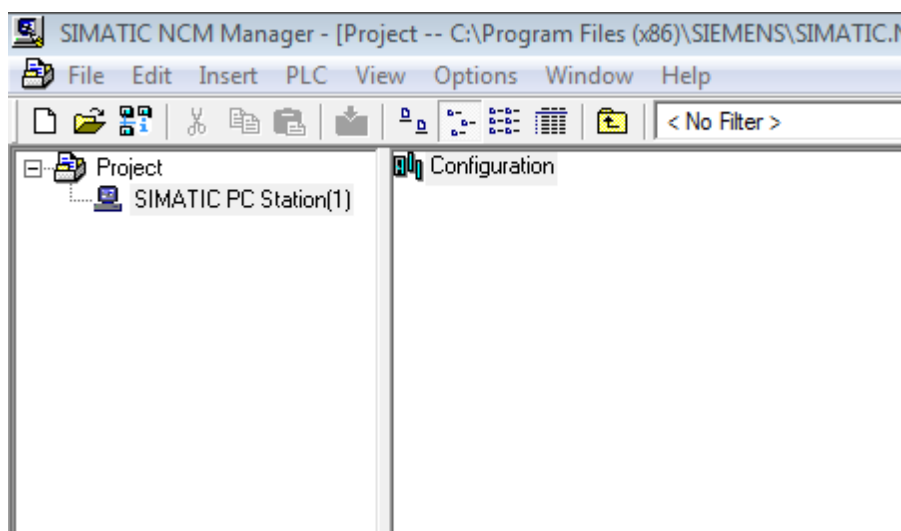 SIMATIC NCM Manager - [Project -- C:\Program Files (x86)\SIEMENS\SIMATIC.N
File Edit Insert PLC View Options Window Help
< No Filter >
Project
Configuration
SIMATIC PC Station(1)